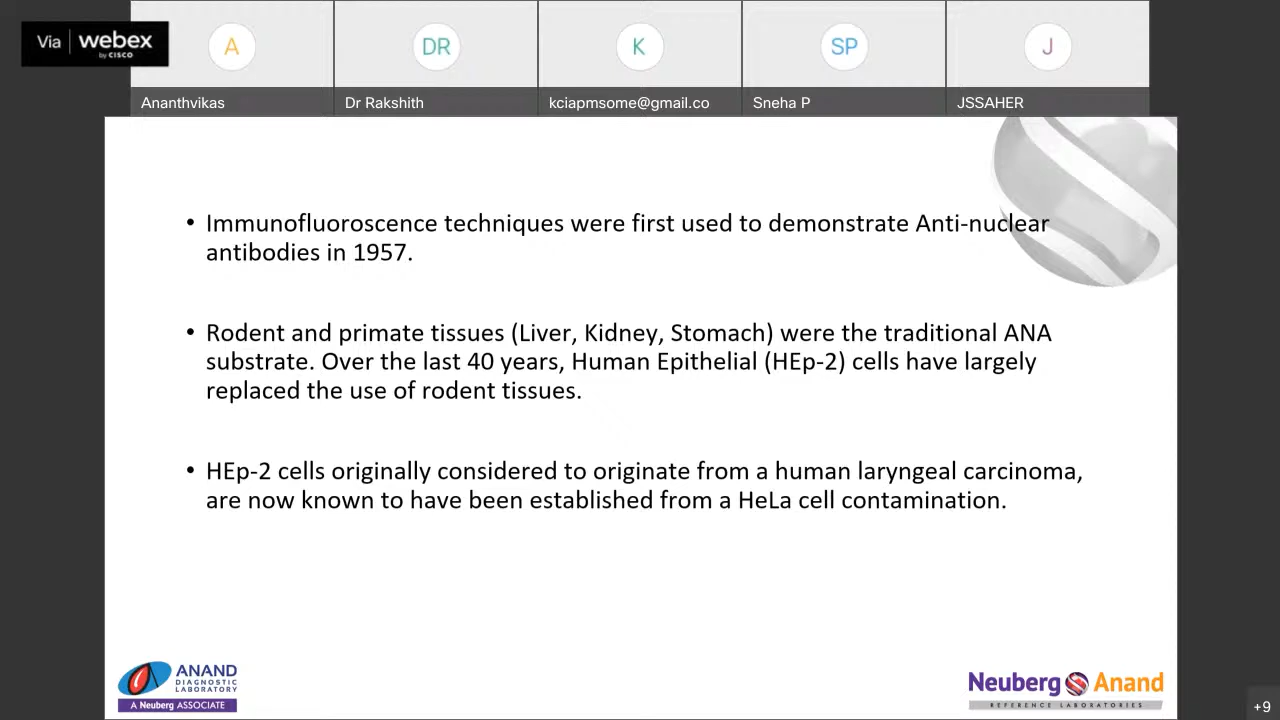 Via webex
by CISCO
A
DR
K
SP
J
Ananthvikas
Dr Rakshith
kciapmsome@gmail.co
Sneha P
JSSAHER
• Immunofluoroscence techniques were first used to demonstrate Anti-nuclear
antibodies in 1957.
• Rodent and primate tissues (Liver, Kidney, Stomach) were the traditional ANA
substrate. Over the last 40 years, Human Epithelial (HEp-2) cells have largely
replaced the use of rodent tissues.
• HEp-2 cells originally considered to originate from a human laryngeal carcinoma,
are now known to have been established from a HeLa cell contamination.
ANAND
DIAGNOSTIC
LABORATORY
A Neuberg ASSOCIATE
Neuberg Anand
REFERENCE LABORATORIES
+9